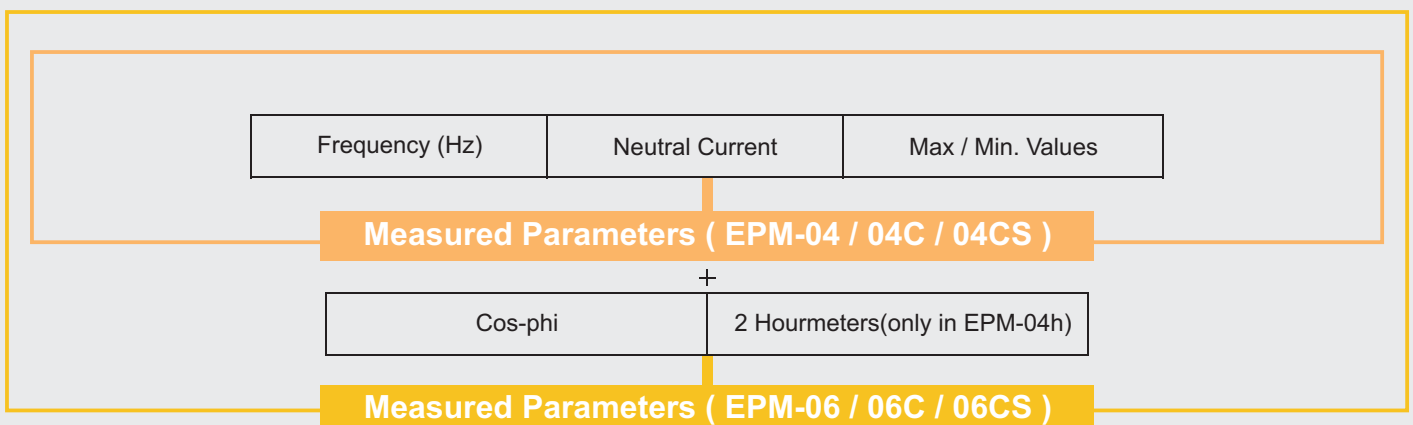 Frequency (Hz) Neutral Current Max / Min. Values
Measured Parameters ( EPM-04 / 04C / 04CS )
+
Cos-phi 2 Hourmeters(only in EPM-04h)
Measured Parameters ( EPM-06 / 06C / 06CS )